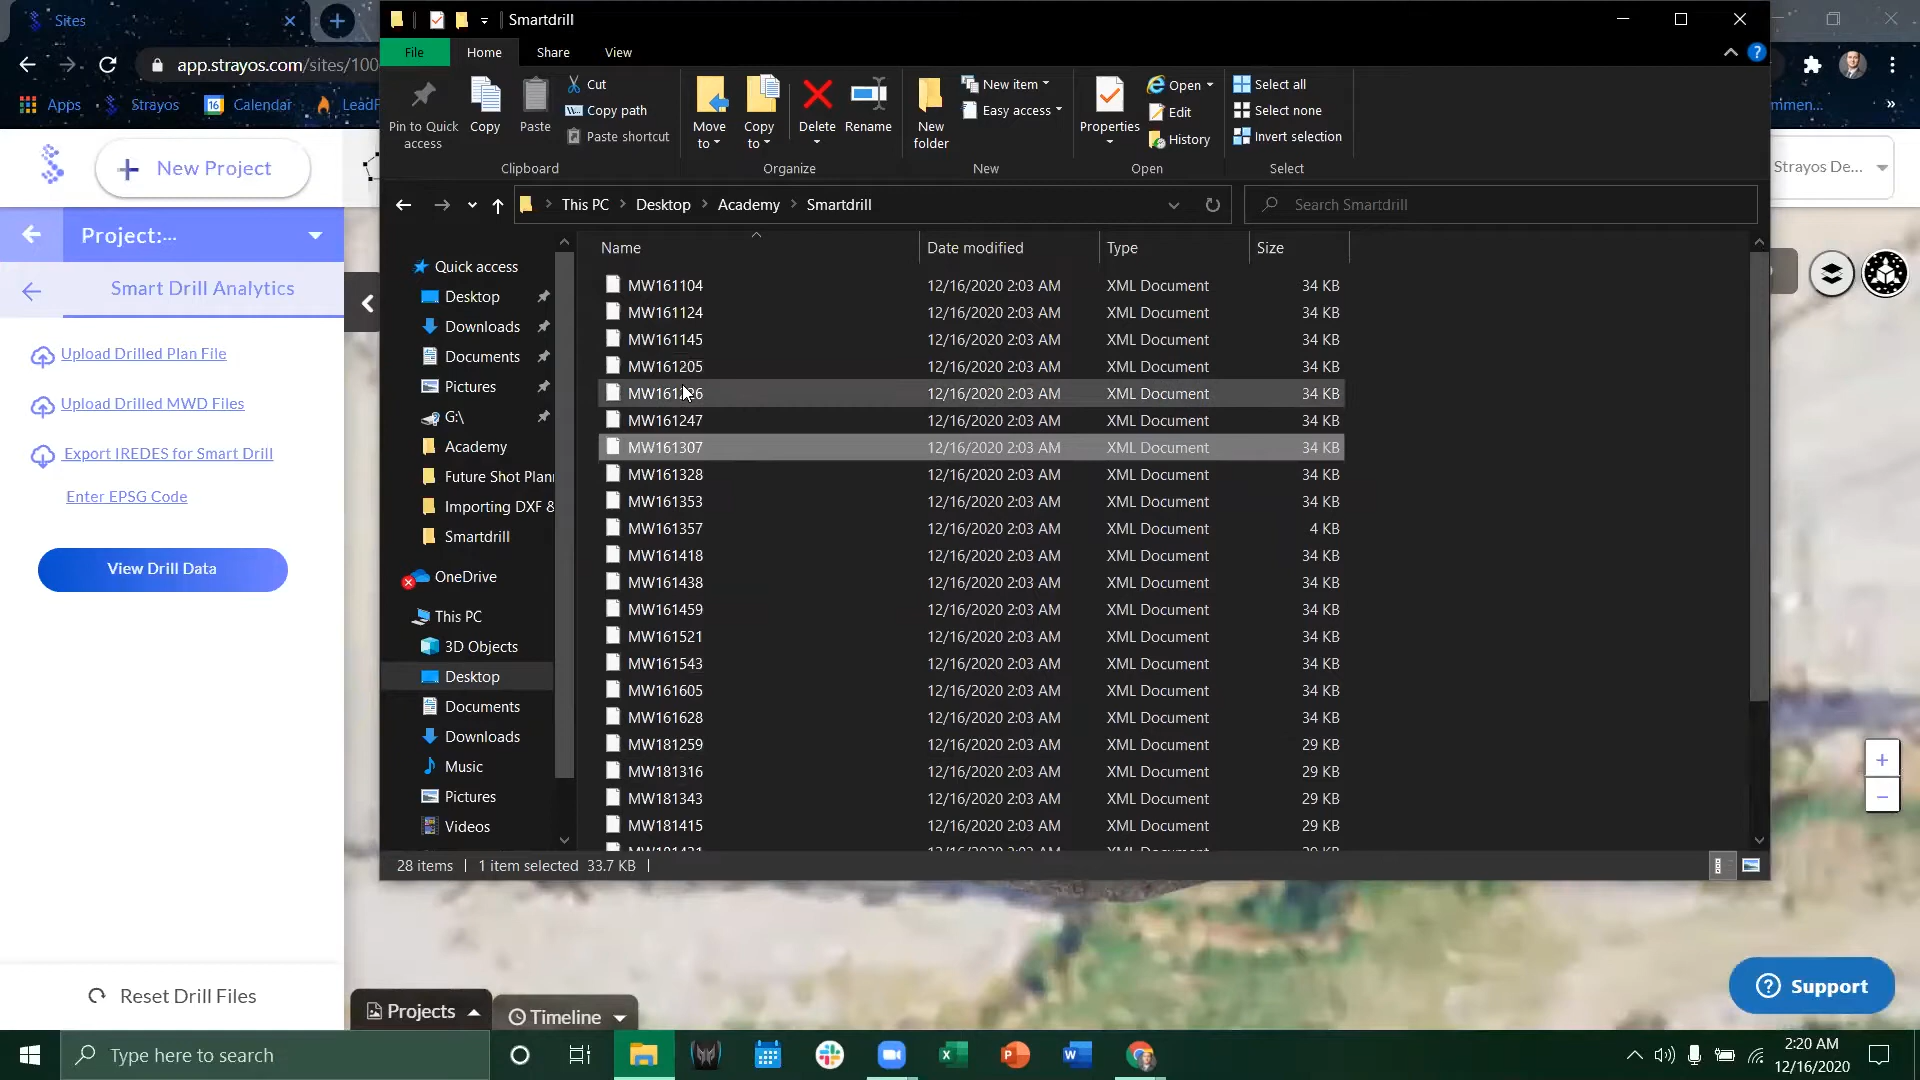 Sites
app.strayos.com/sites/100
Apps
Strayos
Calendar
LeadF
mmen...
»
New Project
Strayos De...
Project:...
Smart Drill Analytics
Upload Drilled Plan File
Upload Drilled MWD Files
Export IREDES for Smart Drill
Enter EPSG Code
View Drill Data
Reset Drill Files
Smartdrill
File
Home
Share
View
Pin to Quick access
Copy
Paste
Cut
Copy path
Paste shortcut
Clipboard
Move to
Copy to
Delete
Rename
Organize
New folder
New item
Easy access
New
Properties
Open
Edit
History
Open
Select all
Select none
Invert selection
Select
This PC > Desktop > Academy > Smartdrill
Search Smartdrill
Quick access
Desktop
Downloads
Documents
Pictures
G:\
Academy
Future Shot Plann
Importing DXF &
Smartdrill
OneDrive
This PC
3D Objects
Desktop
Documents
Downloads
Music
Pictures
Videos
Name Date modified Type Size
MW161104 12/16/2020 2:03 AM XML Document 34 KB
MW161124 12/16/2020 2:03 AM XML Document 34 KB
MW161145 12/16/2020 2:03 AM XML Document 34 KB
MW161205 12/16/2020 2:03 AM XML Document 34 KB
12/16/2020 2:03 AM XML Document 34 KB
MW161247 12/16/2020 2:03 AM XML Document 34 KB
MW161307 12/16/2020 2:03 AM XML Document 34 KB
MW161328 12/16/2020 2:03 AM XML Document 34 KB
MW161353 12/16/2020 2:03 AM XML Document 34 KB
MW161357 12/16/2020 2:03 AM XML Document 4 KB
MW161418 12/16/2020 2:03 AM XML Document 34 KB
MW161438 12/16/2020 2:03 AM XML Document 34 KB
MW161459 12/16/2020 2:03 AM XML Document 34 KB
MW161521 12/16/2020 2:03 AM XML Document 34 KB
MW161543 12/16/2020 2:03 AM XML Document 34 KB
MW161605 12/16/2020 2:03 AM XML Document 34 KB
MW161628 12/16/2020 2:03 AM XML Document 34 KB
MW181259 12/16/2020 2:03 AM XML Document 29 KB
MW181316 12/16/2020 2:03 AM XML Document 29 KB
MW181343 12/16/2020 2:03 AM XML Document 29 KB
MW181415 12/16/2020 2:03 AM XML Document 29 KB
28 items | 1 item selected 33.7 KB |
+
−
Support
Projects
Timeline
Type here to search
2:20 AM
12/16/2020